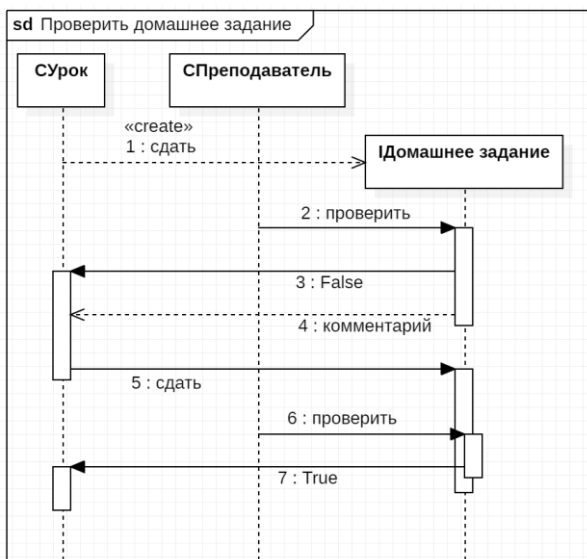 sd Проверить домашнее задание
СУрок
СПреподаватель
«create»
1 : сдать
IДомашнее задание
2 : проверить
3 : False
4 : комментарий
5 : сдать
6 : проверить
7 : True